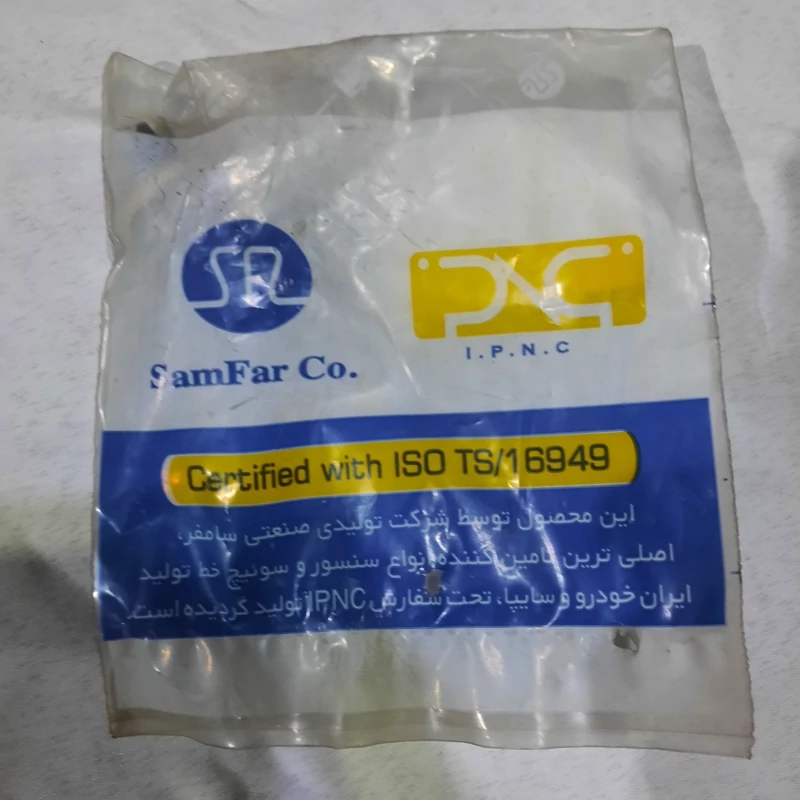 SamFar Co.
I.P.N.C
Certified with ISO TS/16949
این محصول توسط شرکت تولیدی صنعتی سامفر،
اصلی ترین تامین کننده انواع سنسور و سوئیچ خط تولید
ایران خودرو و سایپا، تحت سفارش IPNC تولید گردیده است.